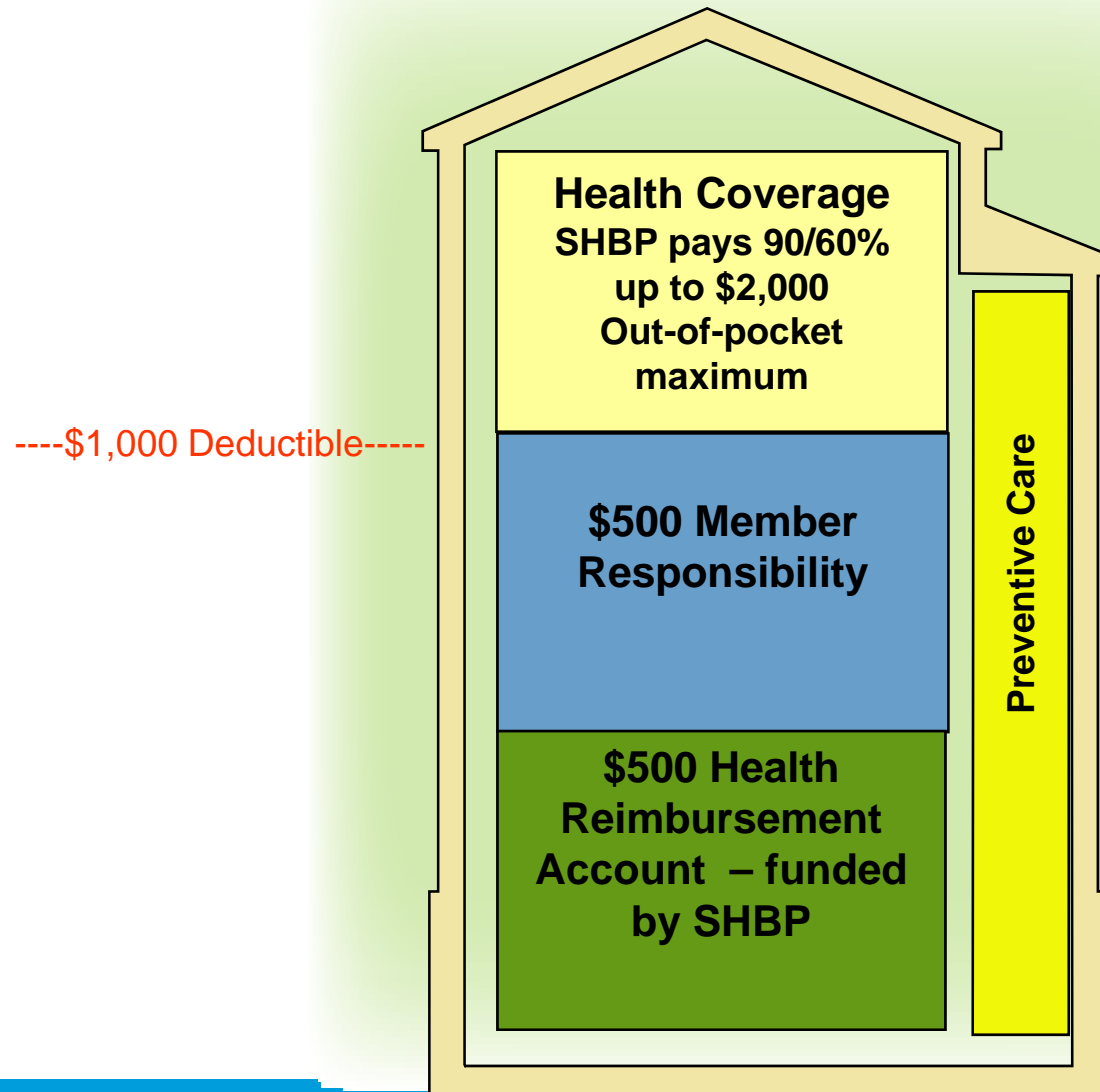 Health Coverage
SHBP pays 90/60%
up to $2,000
Out-of-pocket
maximum
----$1,000 Deductible-----
$500 Member
Responsibility
$500 Health
Reimbursement
Account – funded
by SHBP
Preventive Care